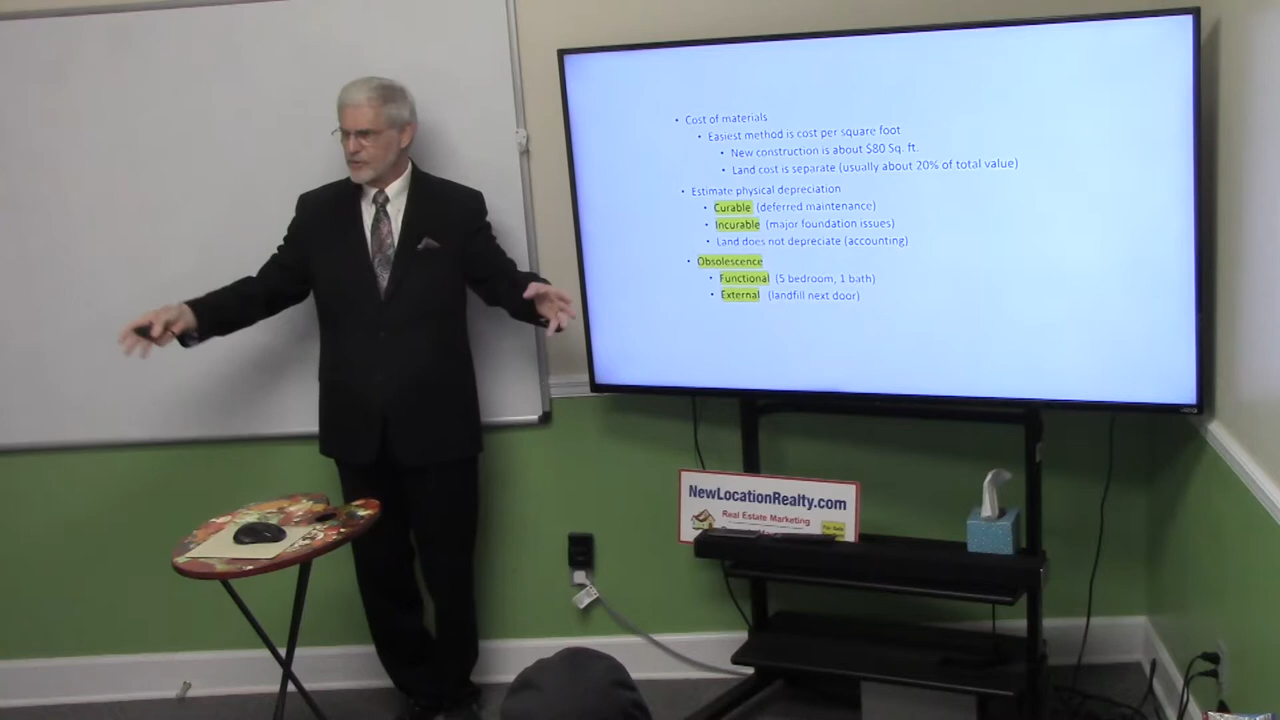 • Cost of materials
• Easiest method is cost per square foot
• New construction is about $80 Sq. ft.
• Land cost is separate (usually about 20% of total value)
• Estimate physical depreciation
• Curable (deferred maintenance)
• Incurable (major foundation issues)
• Land does not depreciate (accounting)
• Obsolescence
• Functional (5 bedroom, 1 bath)
• External (landfill next door)
NewLocationRealty.com
Real Estate Marketing